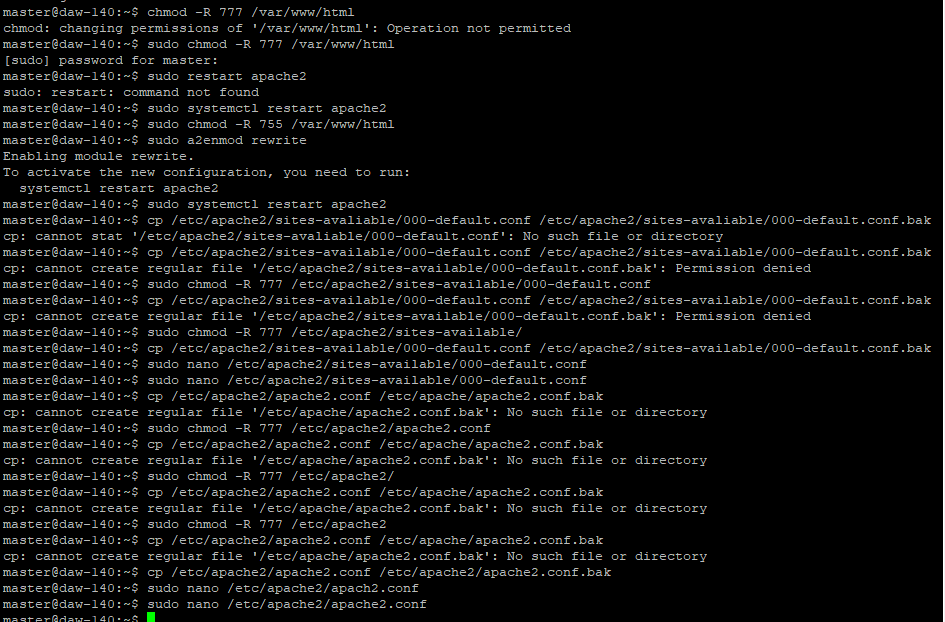 master@daw-140:~$ chmod -R 777 /var/www/html
chmod: changing permissions of '/var/www/html': Operation not permitted
master@daw-140:~$ sudo chmod -R 777 /var/www/html
[sudo] password for master:
master@daw-140:~$ sudo restart apache2
sudo: restart: command not found
master@daw-140:~$ sudo systemctl restart apache2
master@daw-140:~$ sudo chmod -R 755 /var/www/html
master@daw-140:~$ sudo a2enmod rewrite
Enabling module rewrite.
To activate the new configuration, you need to run:
  systemctl restart apache2
master@daw-140:~$ sudo systemctl restart apache2
master@daw-140:~$ cp /etc/apache2/sites-avaliable/000-default.conf /etc/apache2/sites-avaliable/000-default.conf.bak
cp: cannot stat '/etc/apache2/sites-avaliable/000-default.conf': No such file or directory
master@daw-140:~$ cp /etc/apache2/sites-available/000-default.conf /etc/apache2/sites-available/000-default.conf.bak
cp: cannot create regular file '/etc/apache2/sites-available/000-default.conf.bak': Permission denied
master@daw-140:~$ sudo chmod -R 777 /etc/apache2/sites-available/000-default.conf
master@daw-140:~$ cp /etc/apache2/sites-available/000-default.conf /etc/apache2/sites-available/000-default.conf.bak
cp: cannot create regular file '/etc/apache2/sites-available/000-default.conf.bak': Permission denied
master@daw-140:~$ sudo chmod -R 777 /etc/apache2/sites-available/
master@daw-140:~$ cp /etc/apache2/sites-available/000-default.conf /etc/apache2/sites-available/000-default.conf.bak
master@daw-140:~$ sudo nano /etc/apache2/sites-available/000-default.conf
master@daw-140:~$ sudo nano /etc/apache2/sites-available/000-default.conf
master@daw-140:~$ cp /etc/apache2/apache2.conf /etc/apache/apache2.conf.bak
cp: cannot create regular file '/etc/apache/apache2.conf.bak': No such file or directory
master@daw-140:~$ sudo chmod -R 777 /etc/apache2/apache2.conf
master@daw-140:~$ cp /etc/apache2/apache2.conf /etc/apache/apache2.conf.bak
cp: cannot create regular file '/etc/apache/apache2.conf.bak': No such file or directory
master@daw-140:~$ sudo chmod -R 777 /etc/apache2/
master@daw-140:~$ cp /etc/apache2/apache2.conf /etc/apache/apache2.conf.bak
cp: cannot create regular file '/etc/apache/apache2.conf.bak': No such file or directory
master@daw-140:~$ sudo chmod -R 777 /etc/apache2
master@daw-140:~$ cp /etc/apache2/apache2.conf /etc/apache/apache2.conf.bak
cp: cannot create regular file '/etc/apache/apache2.conf.bak': No such file or directory
master@daw-140:~$ cp /etc/apache2/apache2.conf /etc/apache2/apache2.conf.bak
master@daw-140:~$ sudo nano /etc/apache2/apach2.conf
master@daw-140:~$ sudo nano /etc/apache2/apache2.conf
master@daw-140:~$